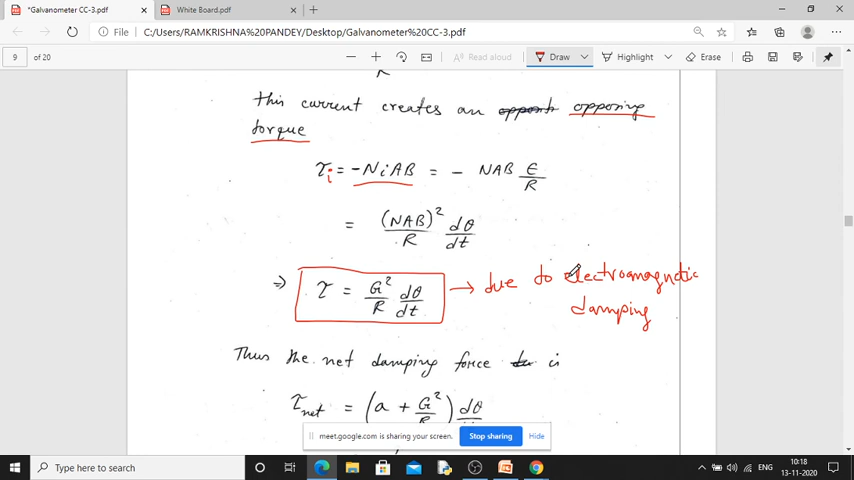 *Galvanometer CC-3.pdf
White Board.pdf
C:/Users/RAMKRISHNA PANDEY/Desktop/Galvanometer%20CC-3.pdf
9 of 20
Read aloud
Draw
Highlight
Erase
R
This current creates an opposing
torque
τi = -NiAB = - NAB E/R
= (NAB)²/R dθ/dt
⇒ τ = G²/R dθ/dt → due to electroamagnetic
damping
Thus the net damping force is
τnet = (a + G²/R) dθ/dt
meet.google.com is sharing your screen.
Stop sharing
Hide
Type here to search
ENG
10:18
13-11-2020